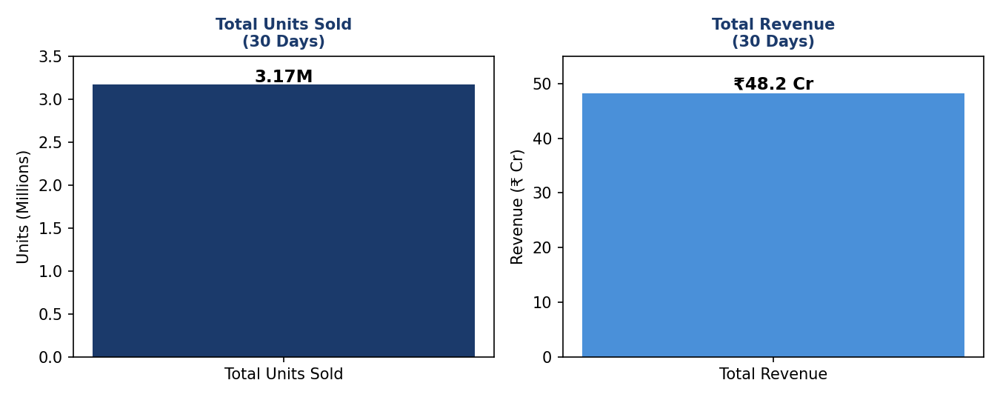 Total Units Sold
(30 Days)
3.5
3.17M
3.0
2.5
2.0
1.5
1.0
0.5
0.0
Units (Millions)
Total Units Sold
Total Revenue
(30 Days)
50
₹48.2 Cr
40
30
20
10
0
Revenue (₹ Cr)
Total Revenue